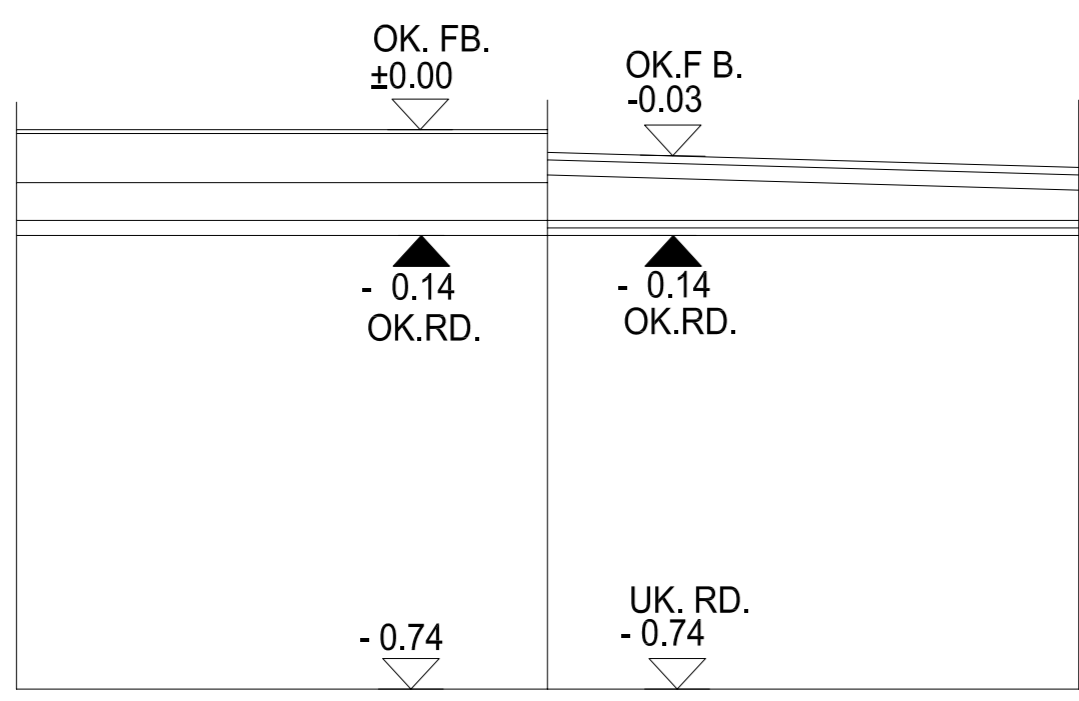 OK. FB.
±0.00
OK.F B.
-0.03
- 0.14
OK.RD.
- 0.14
OK.RD.
- 0.74
UK. RD.
- 0.74